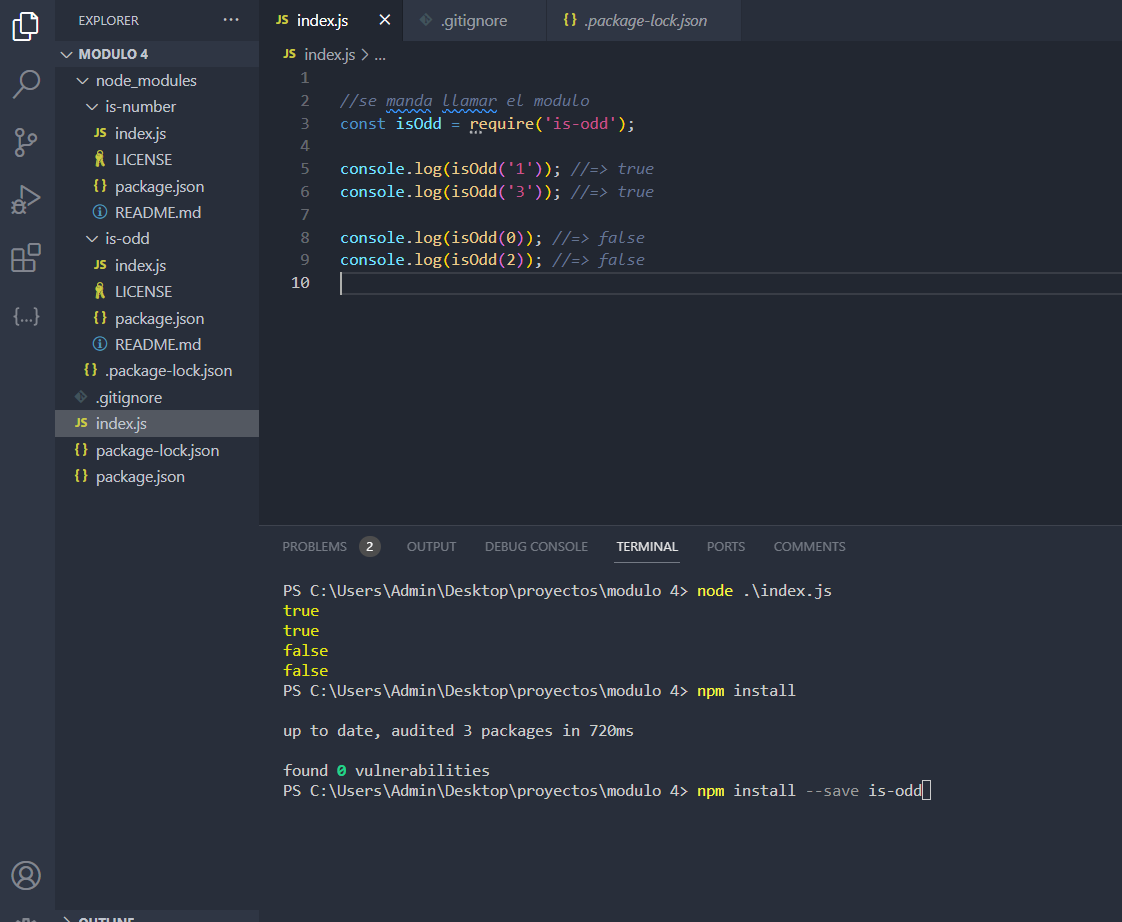 EXPLORER ...
MODULO 4
node_modules
is-number
JS index.js
LICENSE
{} package.json
README.md
is-odd
JS index.js
LICENSE
{} package.json
README.md
{} .package-lock.json
.gitignore
JS index.js
{} package-lock.json
{} package.json
OUTLINE
{...}
JS index.js × .gitignore {} .package-lock.json
JS index.js > ...
1
2 //se manda llamar el modulo
3 const isOdd = require('is-odd');
4
5 console.log(isOdd('1')); //=> true
6 console.log(isOdd('3')); //=> true
7
8 console.log(isOdd(0)); //=> false
9 console.log(isOdd(2)); //=> false
10
PROBLEMS 2 OUTPUT DEBUG CONSOLE TERMINAL PORTS COMMENTS
PS C:\Users\Admin\Desktop\proyectos\modulo 4> node .\index.js
true
true
false
false
PS C:\Users\Admin\Desktop\proyectos\modulo 4> npm install
up to date, audited 3 packages in 720ms
found 0 vulnerabilities
PS C:\Users\Admin\Desktop\proyectos\modulo 4> npm install --save is-odd